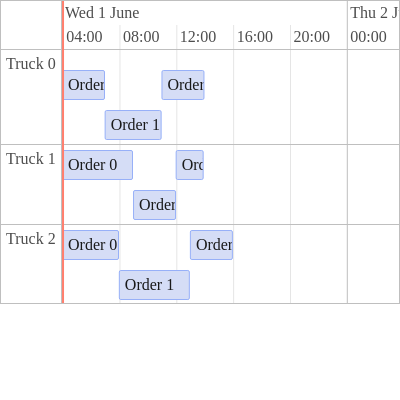 Wed 1 June
Thu 2 J
04:00 08:00 12:00 16:00 20:00 00:00
Truck 0
Order
Order
Order 1
Truck 1
Order 0
Ord
Order
Truck 2
Order 0
Order
Order 1